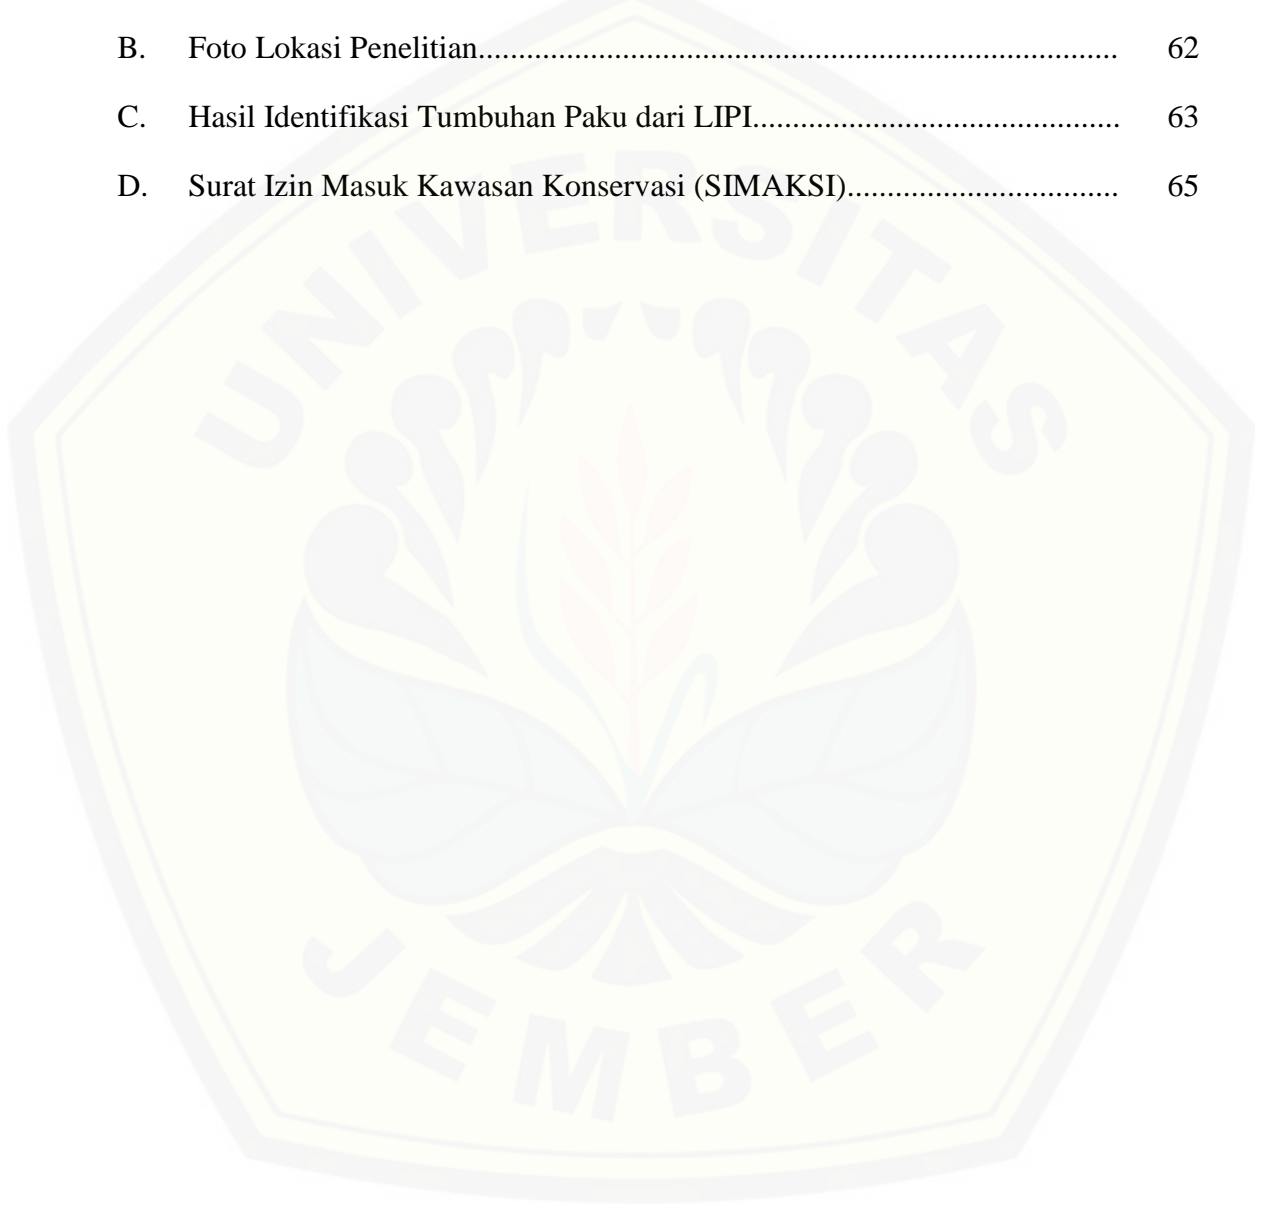 B. Foto Lokasi Penelitian................................................................................ 62
C. Hasil Identifikasi Tumbuhan Paku dari LIPI.............................................. 63
D. Surat Izin Masuk Kawasan Konservasi (SIMAKSI).................................. 65
UNIVERSITAS
JEMBER